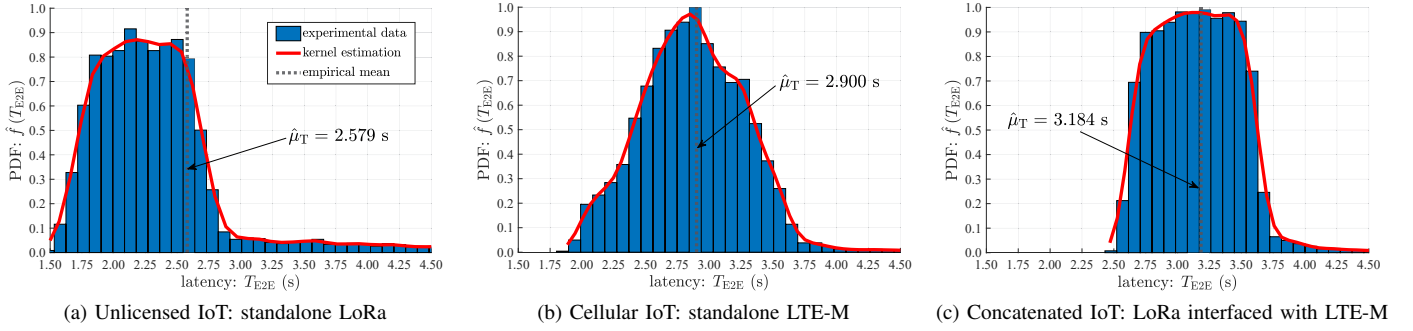 1.0
0.9
0.8
0.7
0.6
0.5
0.4
0.3
0.2
0.1
0.0
PDF: f̂ (T_E2E)
experimental data
kernel estimation
empirical mean
μ̂_T = 2.579 s
1.50 1.75 2.00 2.25 2.50 2.75 3.00 3.25 3.50 3.75 4.00 4.25 4.50
latency: T_E2E (s)
(a) Unlicensed IoT: standalone LoRa
1.0
0.9
0.8
0.7
0.6
0.5
0.4
0.3
0.2
0.1
0.0
PDF: f̂ (T_E2E)
μ̂_T = 2.900 s
1.50 1.75 2.00 2.25 2.50 2.75 3.00 3.25 3.50 3.75 4.00 4.25 4.50
latency: T_E2E (s)
(b) Cellular IoT: standalone LTE-M
1.0
0.9
0.8
0.7
0.6
0.5
0.4
0.3
0.2
0.1
0.0
PDF: f̂ (T_E2E)
μ̂_T = 3.184 s
1.50 1.75 2.00 2.25 2.50 2.75 3.00 3.25 3.50 3.75 4.00 4.25 4.50
latency: T_E2E (s)
(c) Concatenated IoT: LoRa interfaced with LTE-M